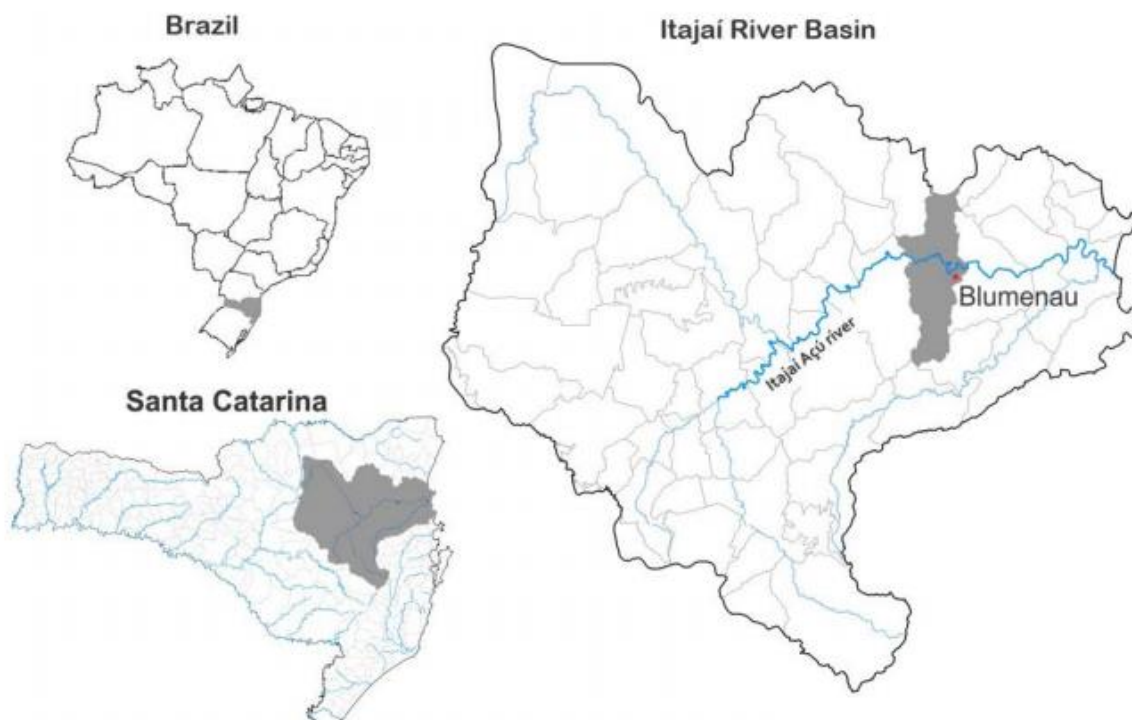 Brazil
Itajaí River Basin
Blumenau
Itajaí Açú river
Santa Catarina